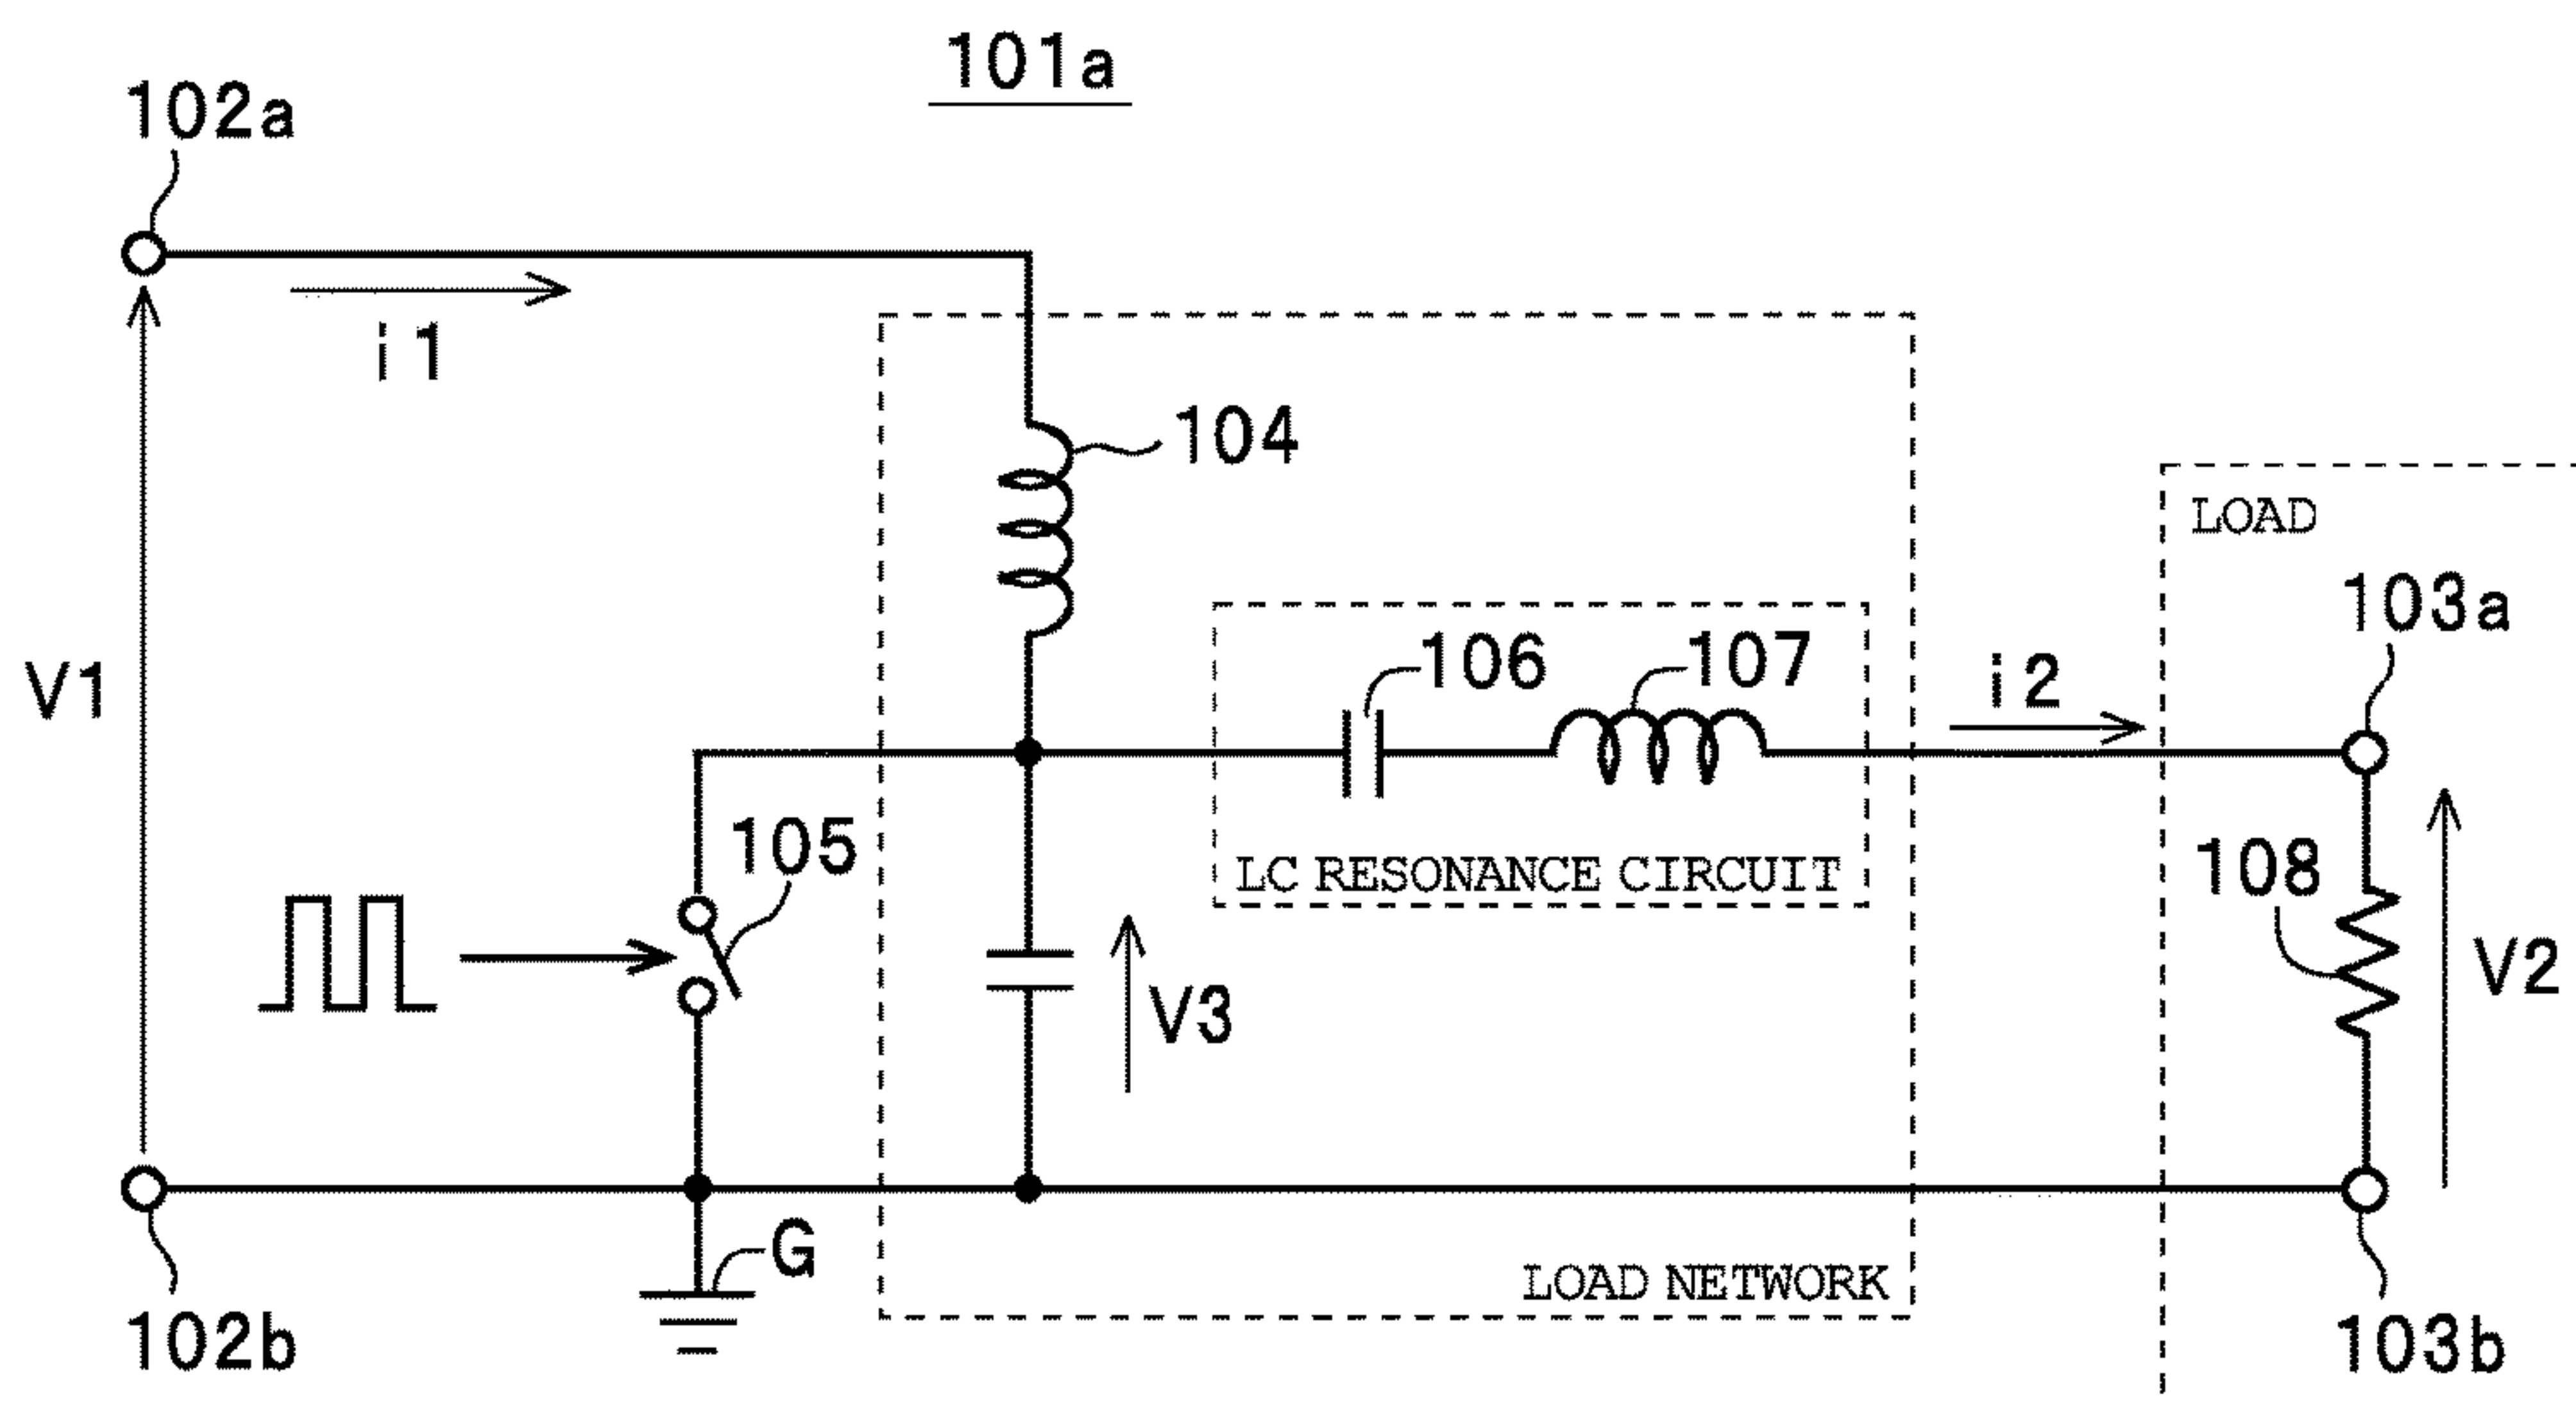 101a
102a
i1
104
LOAD
103a
106
107
i2
V1
105
108
LC RESONANCE CIRCUIT
V3
V2
G
LOAD NETWORK
102b
103b